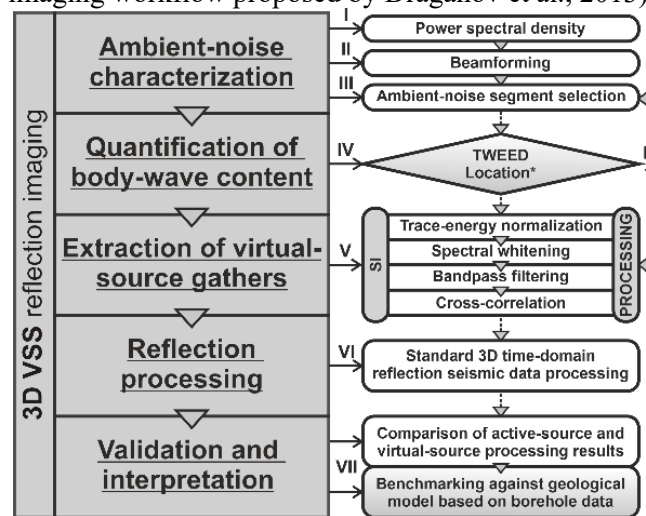 imaging workflow proposed by Draganov et al., 2013)
3D VSS reflection imaging
Ambient-noise
characterization
I
Power spectral density
II
Beamforming
III
Ambient-noise segment selection
Quantification of
body-wave content
IV
TWEED
Location*
Extraction of virtual-
source gathers
V
SI
Trace-energy normalization
Spectral whitening
Bandpass filtering
Cross-correlation
PROCESSING
Reflection
processing
VI
Standard 3D time-domain
reflection seismic data processing
Validation and
interpretation
VII
Comparison of active-source and
virtual-source processing results
Benchmarking against geological
model based on borehole data